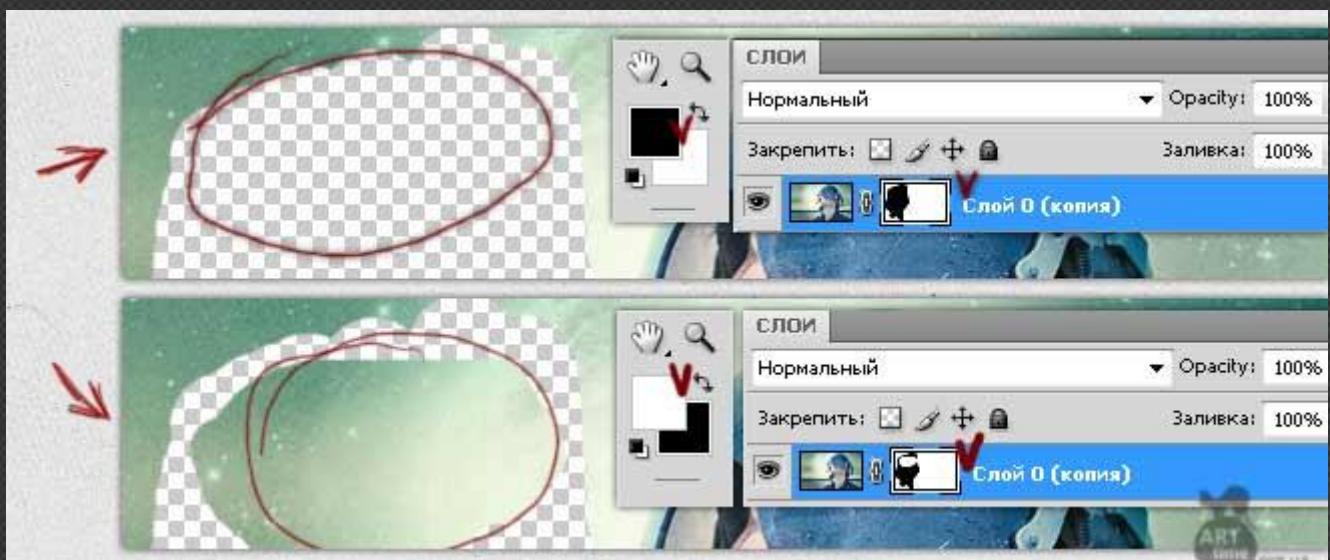 СЛОИ
Нормальный Opacity: 100%
Закрепить: Заливка: 100%
Слой 0 (копия)
СЛОИ
Нормальный Opacity: 100%
Закрепить: Заливка: 100%
Слой 0 (копия)
ART